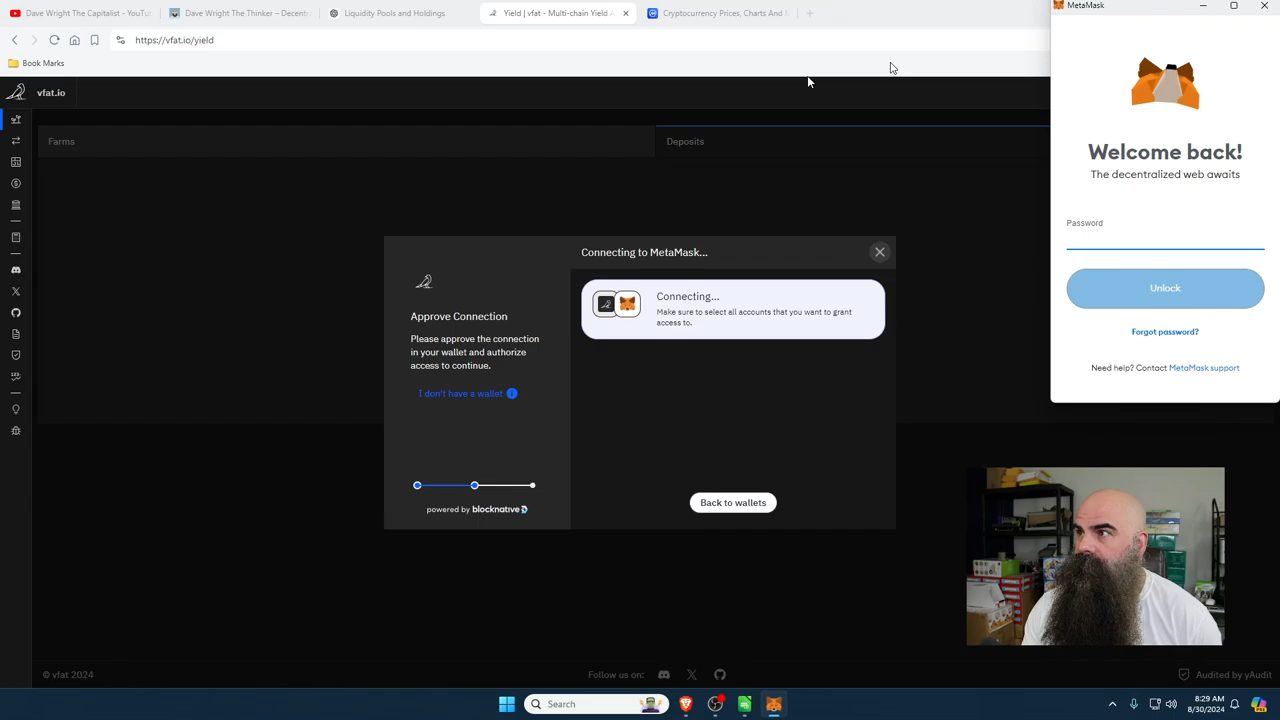 Dave Wright The Capitalist - YouTu
Dave Wright The Thinker – Decentr
Liquidity Pools and Holdings
Yield | vfat - Multi-chain Yield A
Cryptocurrency Prices, Charts And
https://vfat.io/yield
Book Marks
vfat.io
Farms
Deposits
Connecting to MetaMask...
Connecting...
Make sure to select all accounts that you want to grant
access to.
Approve Connection
Please approve the connection
in your wallet and authorize
access to continue.
I don't have a wallet
powered by blocknative
Back to wallets
MetaMask
Welcome back!
The decentralized web awaits
Password
Unlock
Forgot password?
Need help? Contact MetaMask support
© vfat 2024
Follow us on:
Audited by yAudit
Search
8:29 AM
8/30/2024